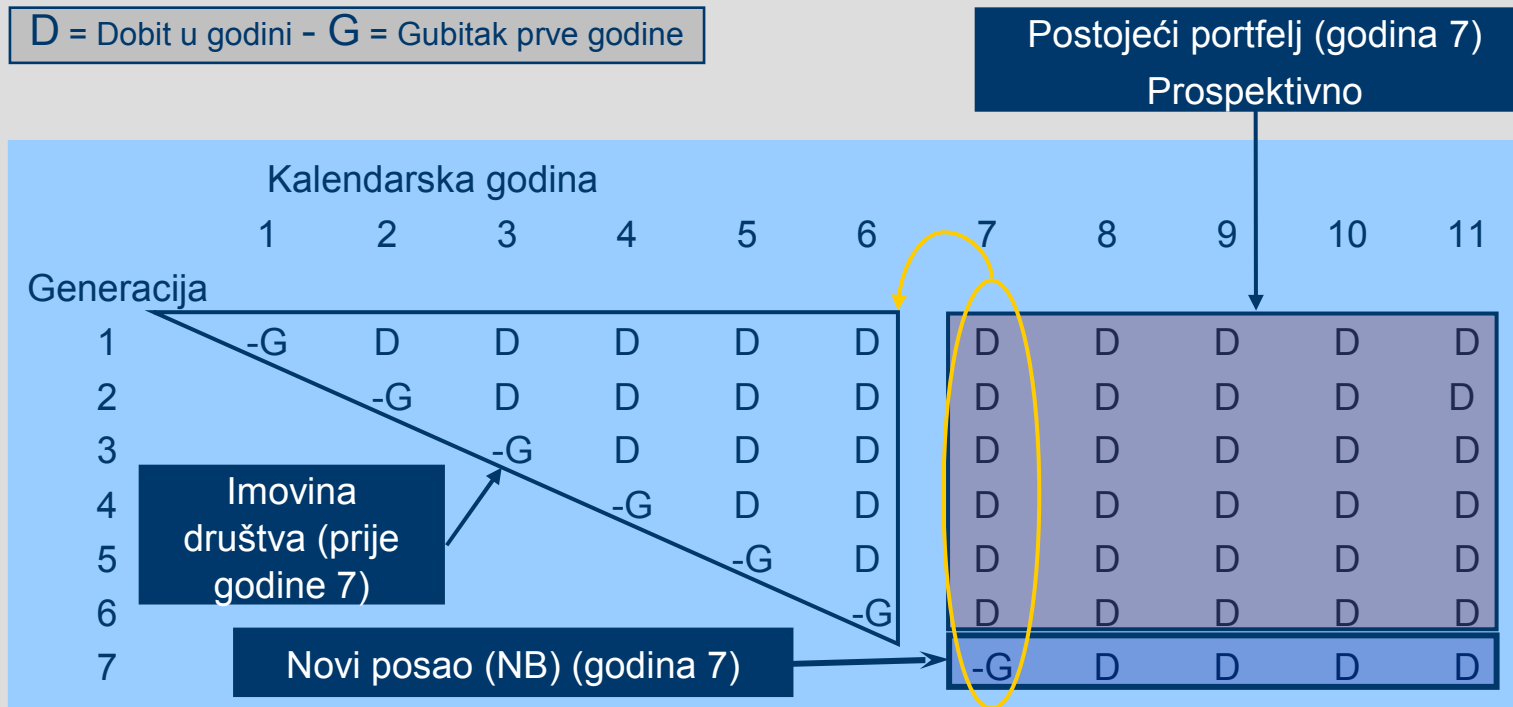 D = Dobit u godini - G = Gubitak prve godine
Postojeći portfelj (godina 7)
Prospektivno
Kalendarska godina
1 2 3 4 5 6 7 8 9 10 11
Generacija
1 -G D D D D D D D D D D
2 -G D D D D D D D D D
3 -G D D D D D D D D
4 -G D D D D D D D
5 -G D D D D D D
6 -G D D D D D
7 -G D D D D
Imovina
društva (prije
godine 7)
Novi posao (NB) (godina 7)